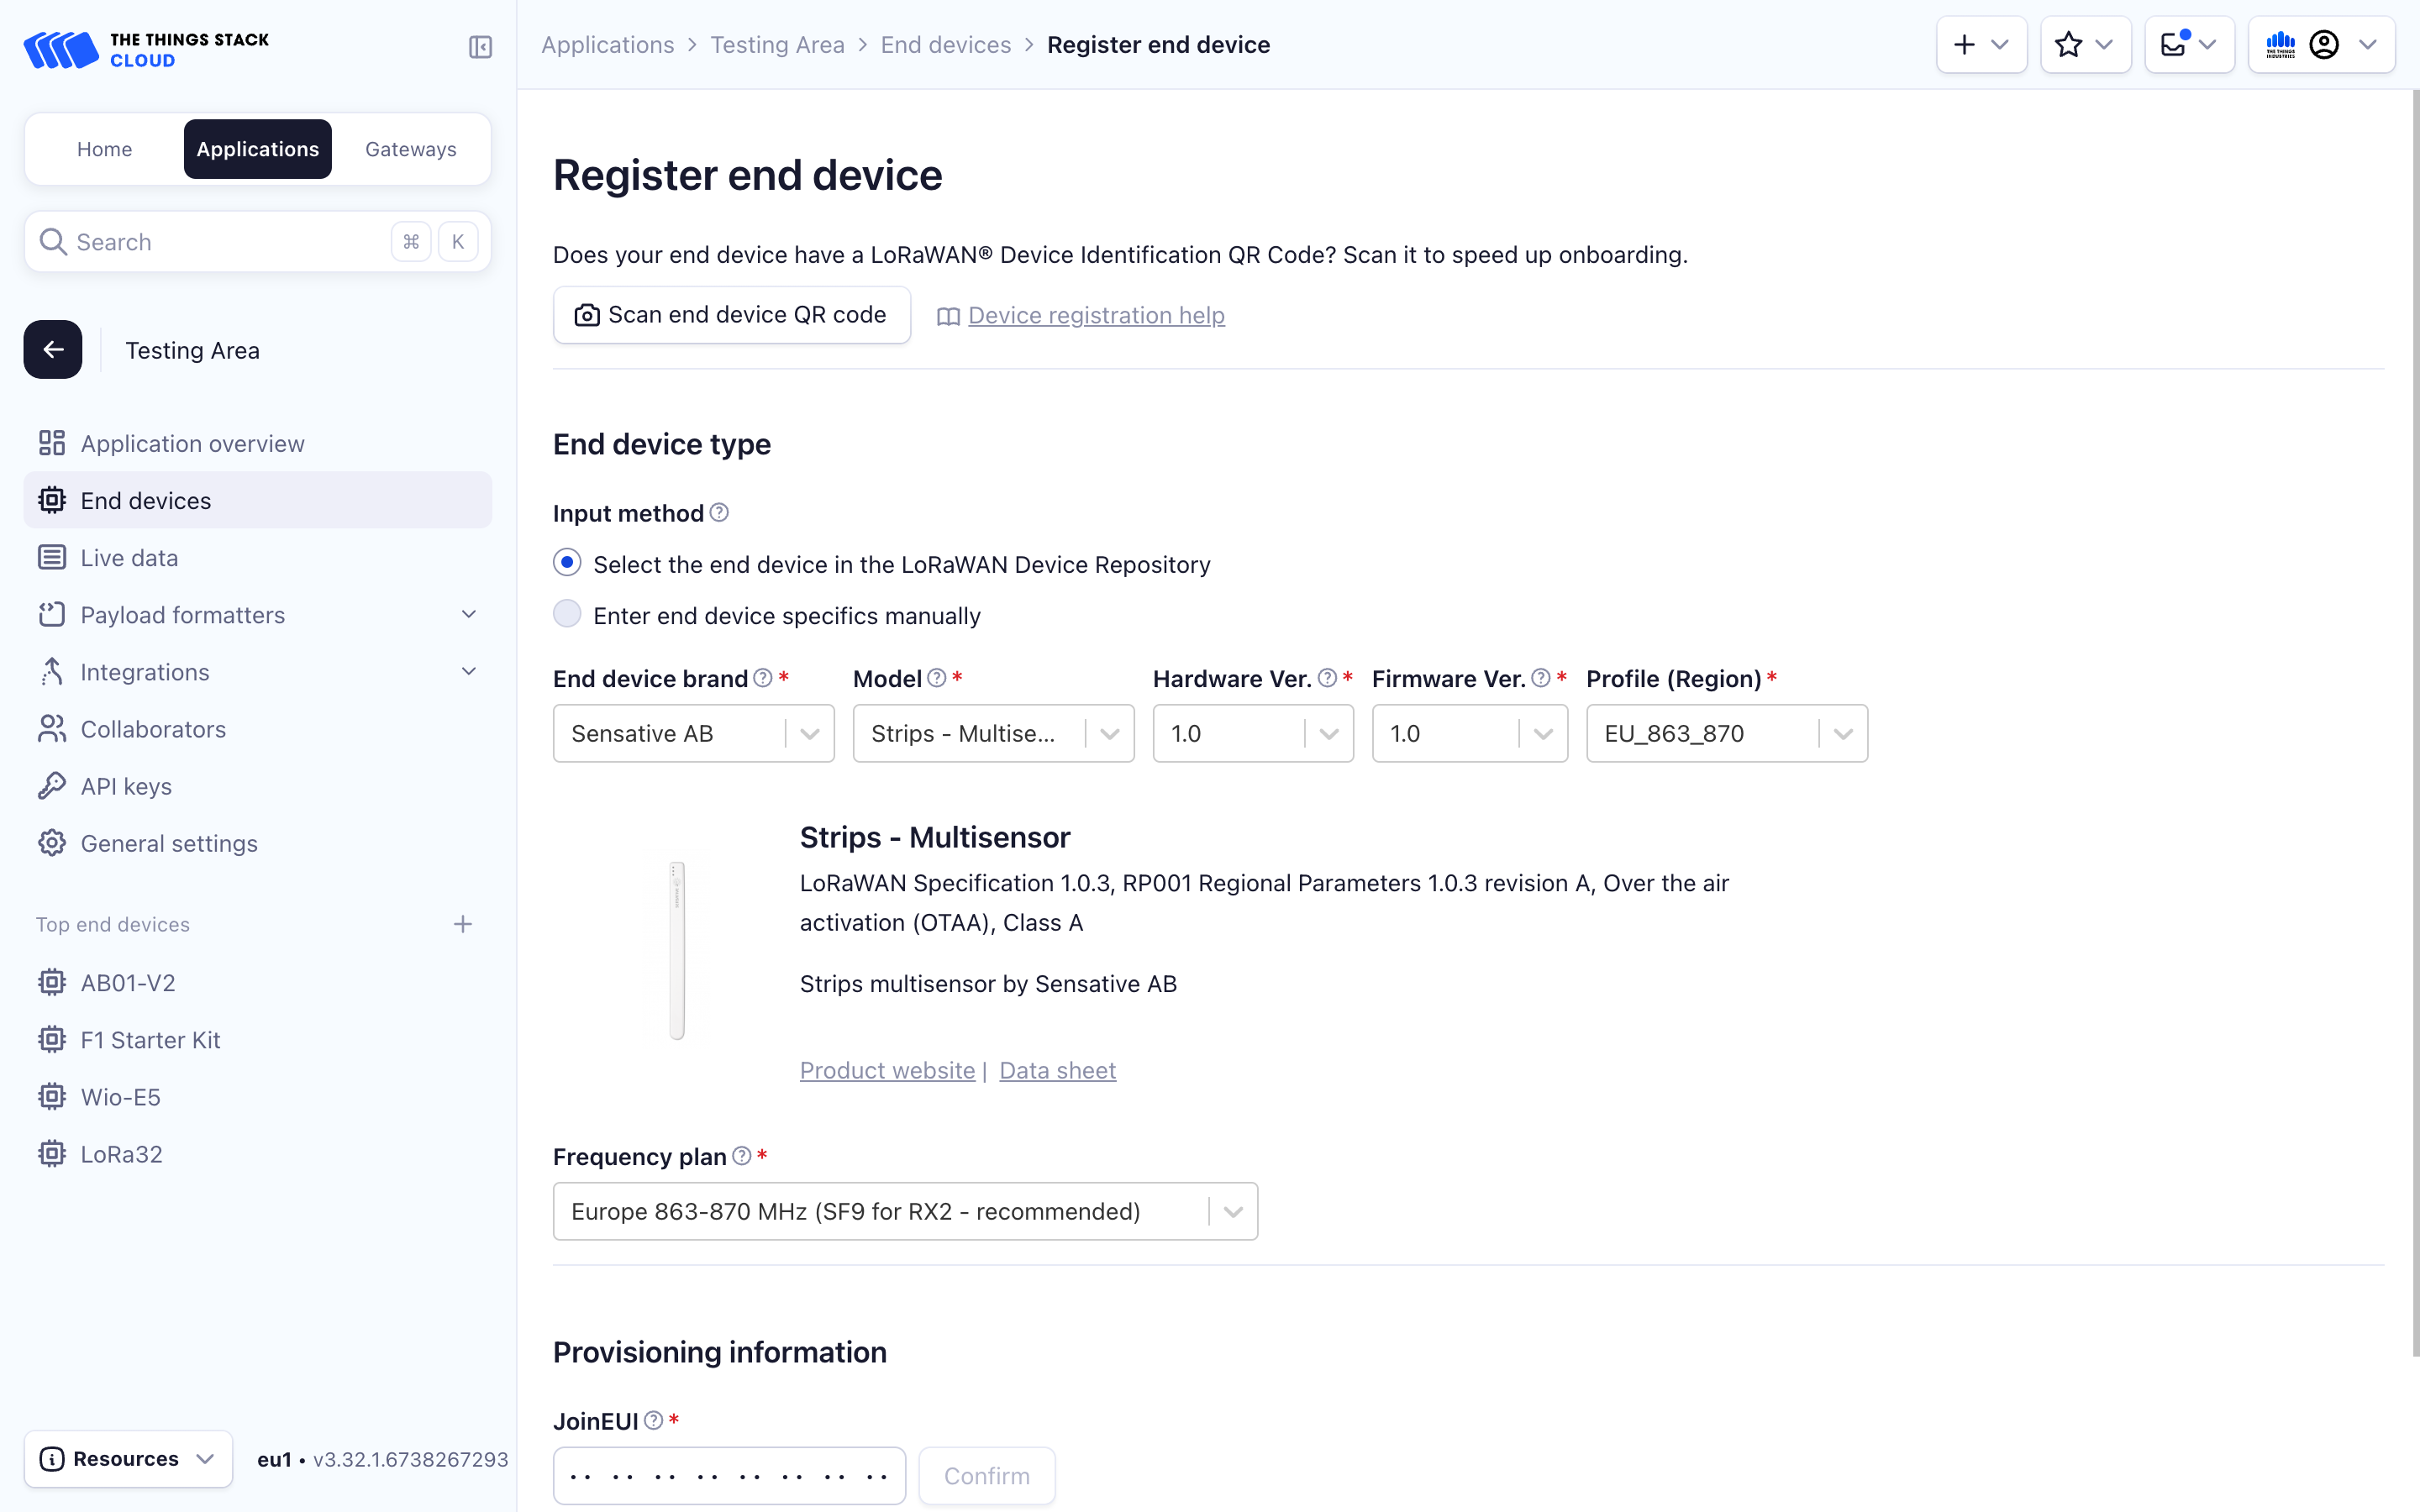 THE THINGS STACK
CLOUD
Applications > Testing Area > End devices > Register end device
Home
Applications
Gateways
Search
⌘ K
Testing Area
Application overview
End devices
Live data
Payload formatters
Integrations
Collaborators
API keys
General settings
Top end devices
AB01-V2
F1 Starter Kit
Wio-E5
LoRa32
Resources
eu1 • v3.32.1.6738267293
Register end device
Does your end device have a LoRaWAN® Device Identification QR Code? Scan it to speed up onboarding.
Scan end device QR code
Device registration help
End device type
Input method
Select the end device in the LoRaWAN Device Repository
Enter end device specifics manually
End device brand * Model * Hardware Ver. * Firmware Ver. * Profile (Region) *
Sensative AB Strips - Multise... 1.0 1.0 EU_863_870
Strips - Multisensor
LoRaWAN Specification 1.0.3, RP001 Regional Parameters 1.0.3 revision A, Over the air
activation (OTAA), Class A
Strips multisensor by Sensative AB
Product website | Data sheet
Frequency plan *
Europe 863-870 MHz (SF9 for RX2 - recommended)
Provisioning information
JoinEUI *
·· ·· ·· ·· ·· ·· ·· ··
Confirm